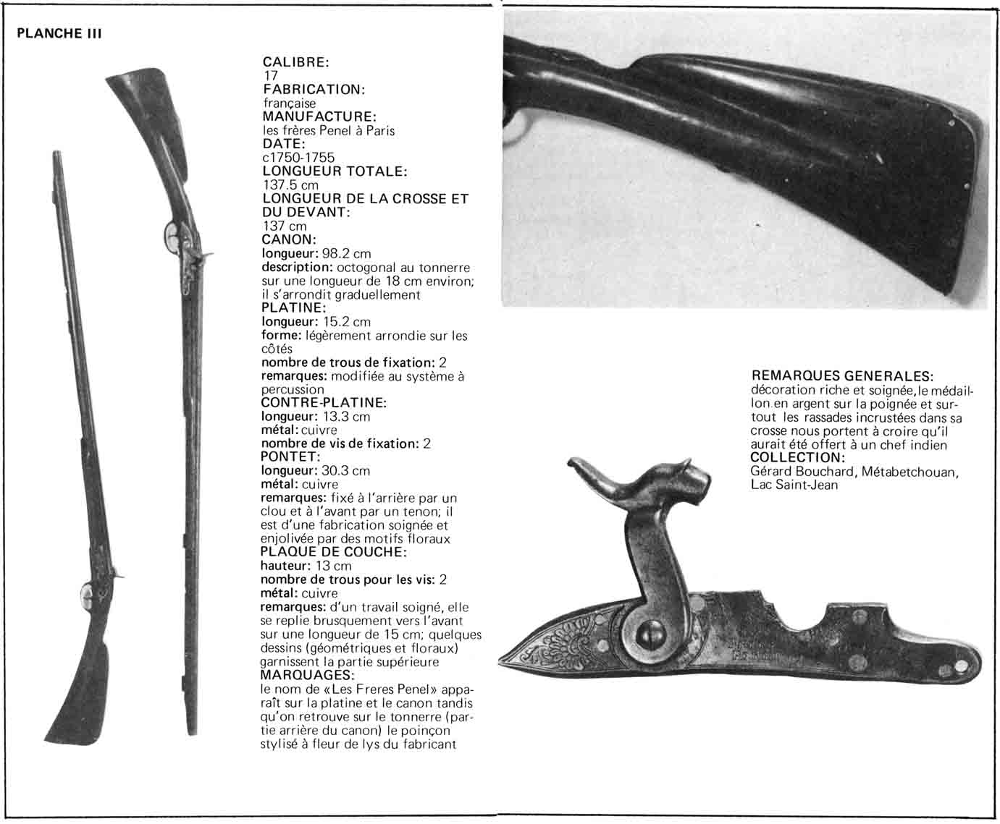 PLANCHE III
CALIBRE:
17
FABRICATION:
française
MANUFACTURE:
les frères Penel à Paris
DATE:
c1750-1755
LONGUEUR TOTALE:
137.5 cm
LONGUEUR DE LA CROSSE ET
DU DEVANT:
137 cm
CANON:
longueur: 98.2 cm
description: octogonal au tonnerre
sur une longueur de 18 cm environ;
il s'arrondit graduellement
PLATINE:
longueur: 15.2 cm
forme: légèrement arrondie sur les
côtés
nombre de trous de fixation: 2
remarques: modifiée au système à
percussion
CONTRE-PLATINE:
longueur: 13.3 cm
métal: cuivre
nombre de vis de fixation: 2
PONTET:
longueur: 30.3 cm
métal: cuivre
remarques: fixé à l'arrière par un
clou et à l'avant par un tenon; il
est d'une fabrication soignée et
enjolivée par des motifs floraux
PLAQUE DE COUCHE:
hauteur: 13 cm
nombre de trous pour les vis: 2
métal: cuivre
remarques: d'un travail soigné, elle
se replie brusquement vers l'avant
sur une longueur de 15 cm; quelques
dessins (géométriques et floraux)
garnissent la partie supérieure
MARQUAGES:
le nom de «Les Freres Penel» appa-
raît sur la platine et le canon tandis
qu'on retrouve sur le tonnerre (par-
tie arrière du canon) le poinçon
stylisé à fleur de lys du fabricant
REMARQUES GENERALES:
décoration riche et soignée, le médail-
lon en argent sur la poignée et sur-
tout les rassades incrustées dans sa
crosse nous portent à croire qu'il
aurait été offert à un chef indien
COLLECTION:
Gérard Bouchard, Métabetchouan,
Lac Saint-Jean